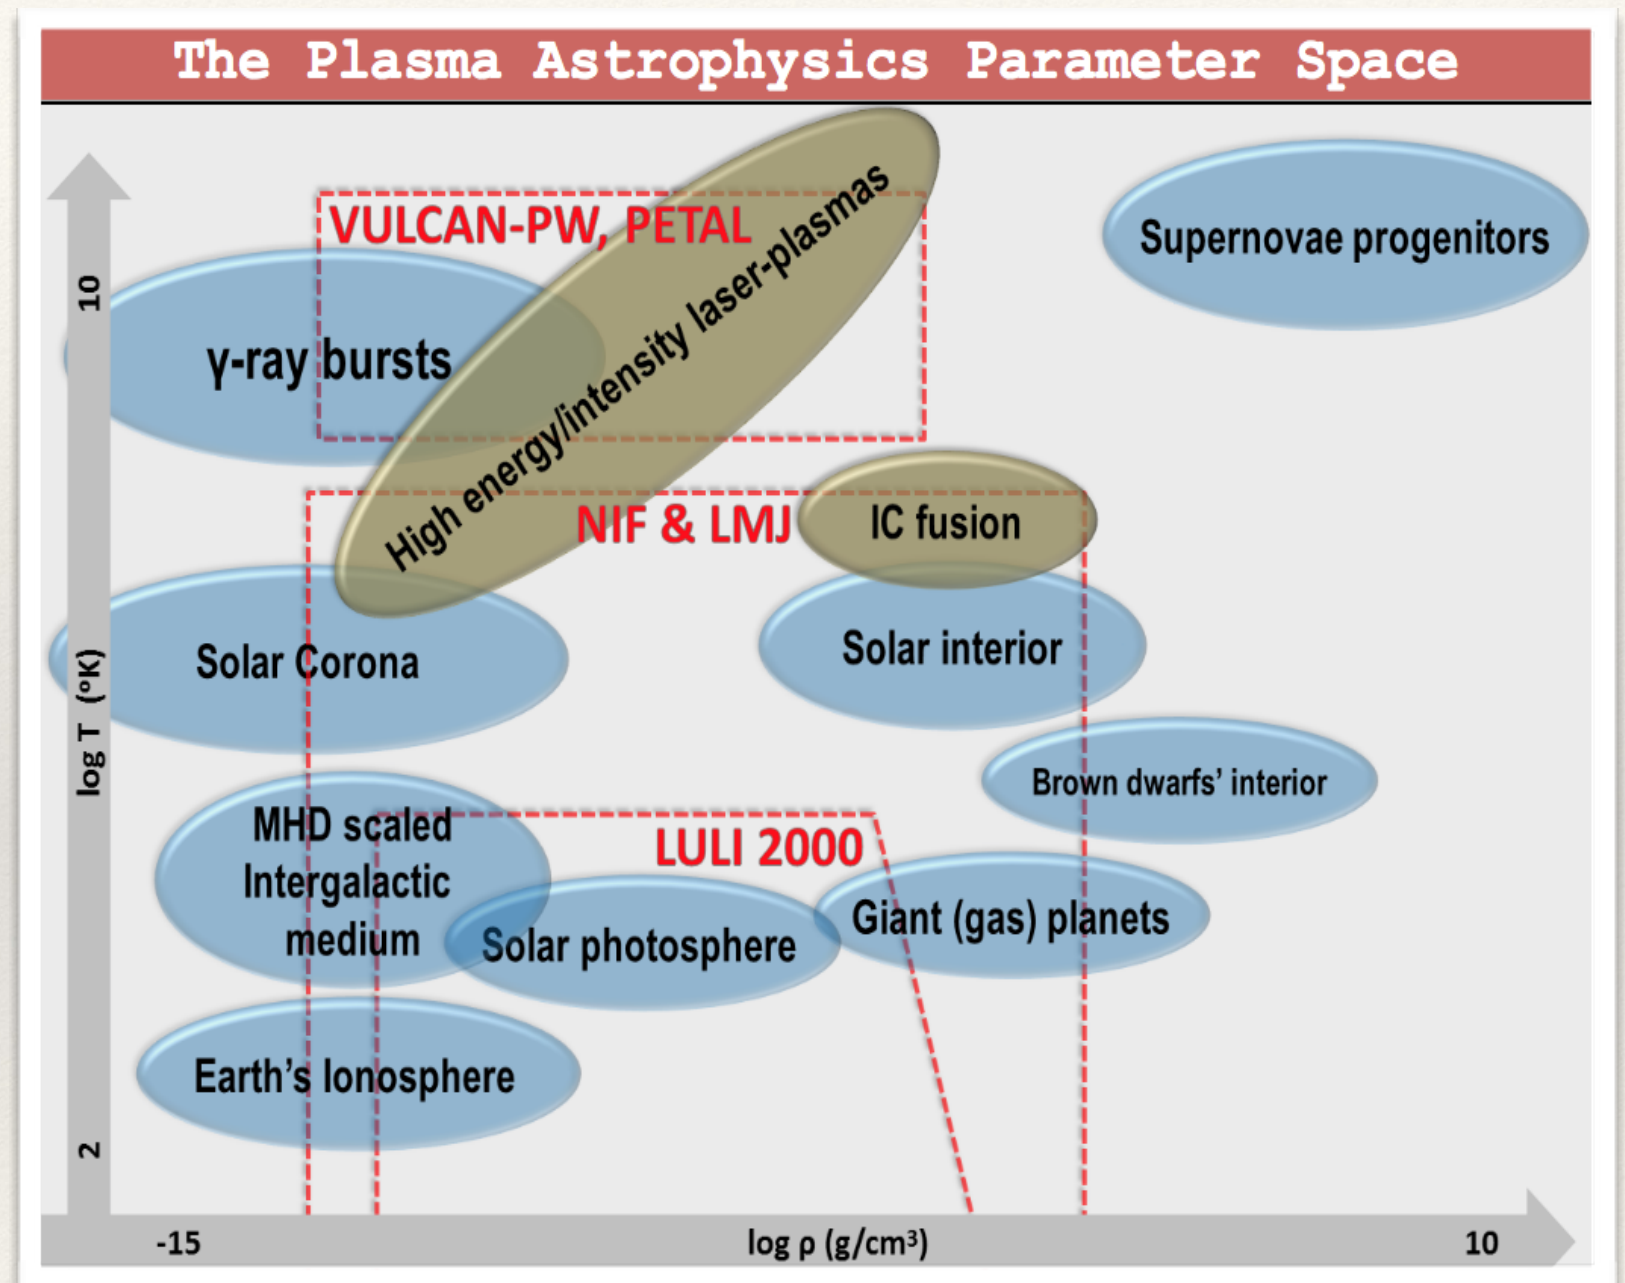 The Plasma Astrophysics Parameter Space
VULCAN-PW, PETAL
High energy/intensity laser-plasmas
Supernovae progenitors
10
γ-ray bursts
NIF & LMJ
IC fusion
Solar Corona
Solar interior
log T (°K)
Brown dwarfs’ interior
MHD scaled
Intergalactic
medium
LULI 2000
Solar photosphere
Giant (gas) planets
Earth’s Ionosphere
2
-15
log ρ (g/cm³)
10